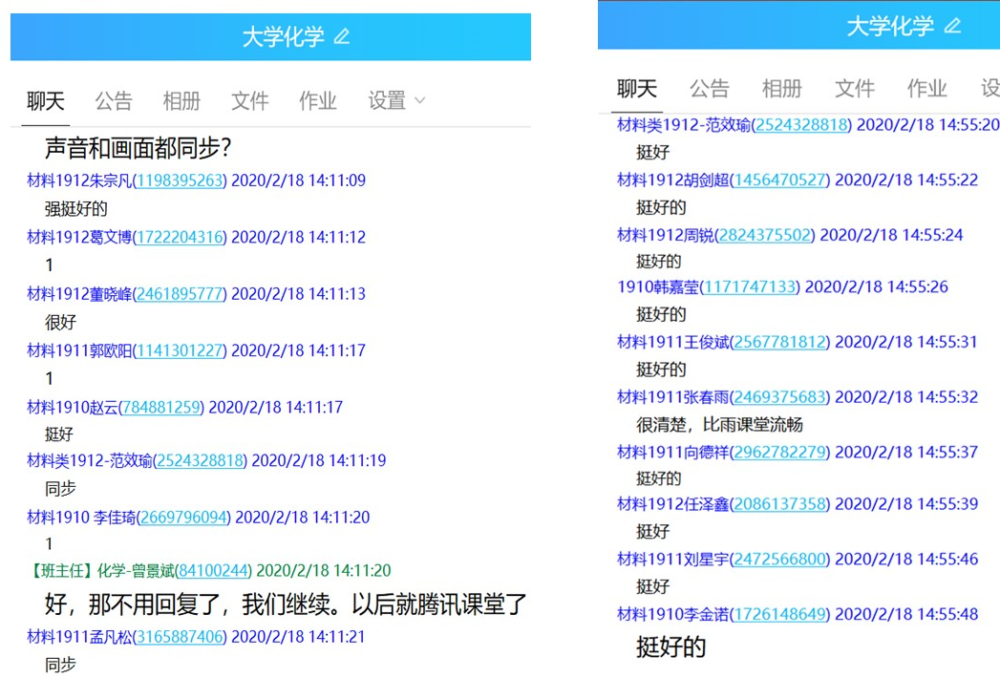 大学化学
聊天 公告 相册 文件 作业 设置
声音和画面都同步？
材料1912朱宗凡(1198395263) 2020/2/18 14:11:09
强挺好的
材料1912葛文博(1722204316) 2020/2/18 14:11:12
1
材料1912董晓峰(2461895777) 2020/2/18 14:11:13
很好
材料1911郭欧阳(1141301227) 2020/2/18 14:11:17
1
材料1910赵云(784881259) 2020/2/18 14:11:17
挺好
材料类1912-范效瑜(2524328818) 2020/2/18 14:11:19
同步
材料1910 李佳琦(2669796094) 2020/2/18 14:11:20
1
【班主任】化学-曾景斌(84100244) 2020/2/18 14:11:20
好，那不用回复了，我们继续。以后就腾讯课堂了
材料1911孟凡松(3165887406) 2020/2/18 14:11:21
同步
大学化学
聊天 公告 相册 文件 作业 设
材料类1912-范效瑜(2524328818) 2020/2/18 14:55:20
挺好
材料1912胡剑超(1456470527) 2020/2/18 14:55:22
挺好的
材料1912周锐(2824375502) 2020/2/18 14:55:24
挺好的
1910韩嘉莹(1171747133) 2020/2/18 14:55:26
挺好的
材料1911王俊斌(2567781812) 2020/2/18 14:55:31
挺好的
材料1911张春雨(2469375683) 2020/2/18 14:55:32
很清楚，比雨课堂流畅
材料1911向德祥(2962782279) 2020/2/18 14:55:37
挺好的
材料1912任泽鑫(2086137358) 2020/2/18 14:55:39
挺好
材料1911刘星宇(2472566800) 2020/2/18 14:55:46
挺好
材料1910李金诺(1726148649) 2020/2/18 14:55:48
挺好的